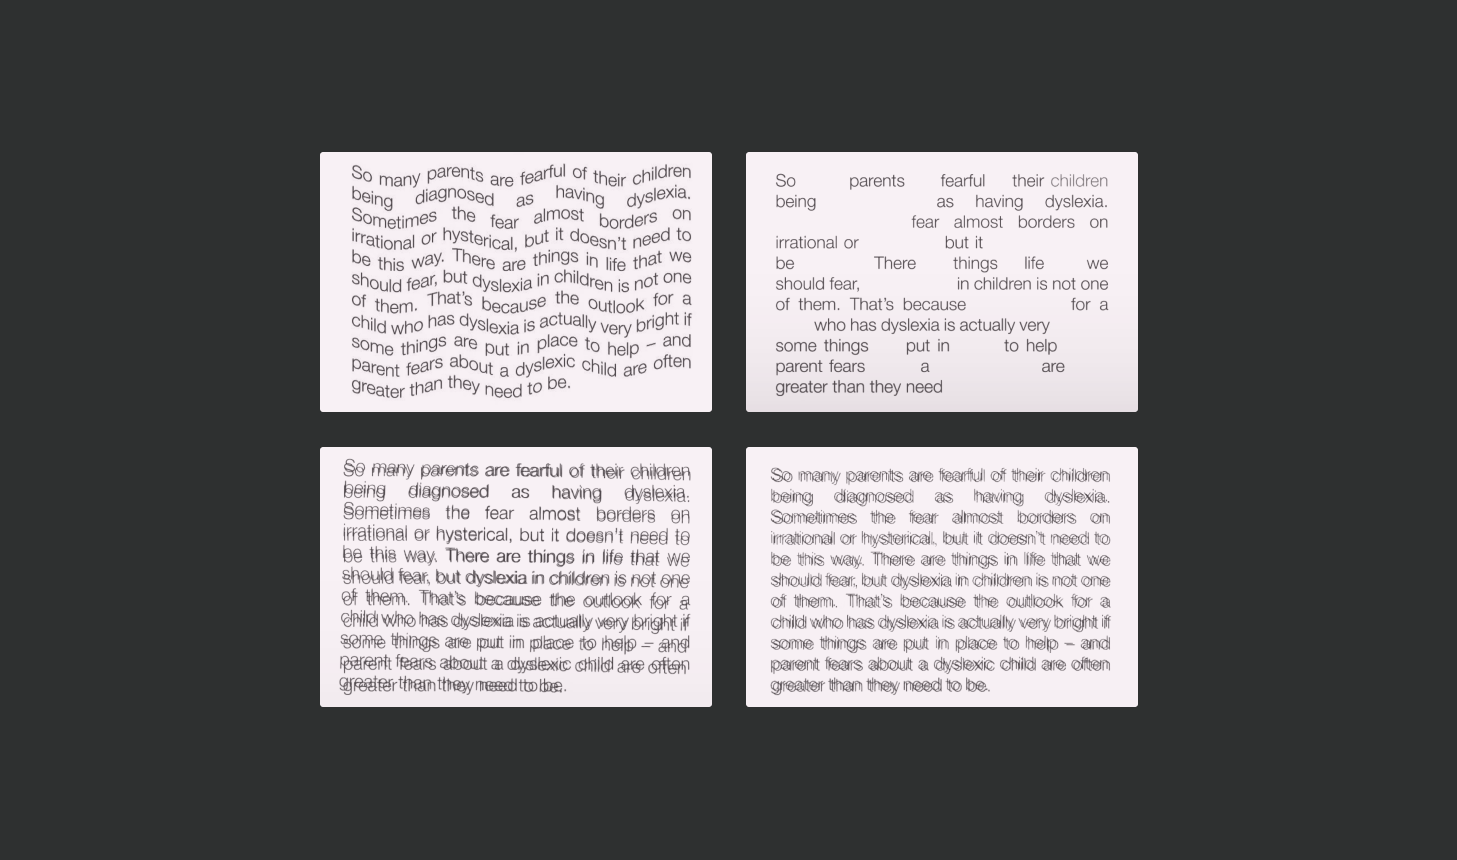 So many parents are fearful of their children
being diagnosed as having dyslexia.
Sometimes the fear almost borders on
irrational or hysterical, but it doesn't need to
be this way. There are things in life that we
should fear, but dyslexia in children is not one
of them. That's because the outlook for a
child who has dyslexia is actually very bright if
some things are put in place to help – and
parent fears about a dyslexic child are often
greater than they need to be.
So parents fearful their children
being as having dyslexia.
fear almost borders on
irrational or but it
be There things life we
should fear, in children is not one
of them. That's because for a
who has dyslexia is actually very
some things put in to help
parent fears a are
greater than they need
So many parents are fearful of their children
being diagnosed as having dyslexia.
Sometimes the fear almost borders on
irrational or hysterical, but it doesn't need to
be this way. There are things in life that we
should fear, but dyslexia in children is not one
of them. That's because the outlook for a
child who has dyslexia is actually very bright if
some things are put in place to help – and
parent fears about a dyslexic child are often
greater than they need to be.
So many parents are fearful of their children
being diagnosed as having dyslexia.
Sometimes the fear almost borders on
irrational or hysterical, but it doesn't need to
be this way. There are things in life that we
should fear, but dyslexia in children is not one
of them. That's because the outlook for a
child who has dyslexia is actually very bright if
some things are put in place to help – and
parent fears about a dyslexic child are often
greater than they need to be.